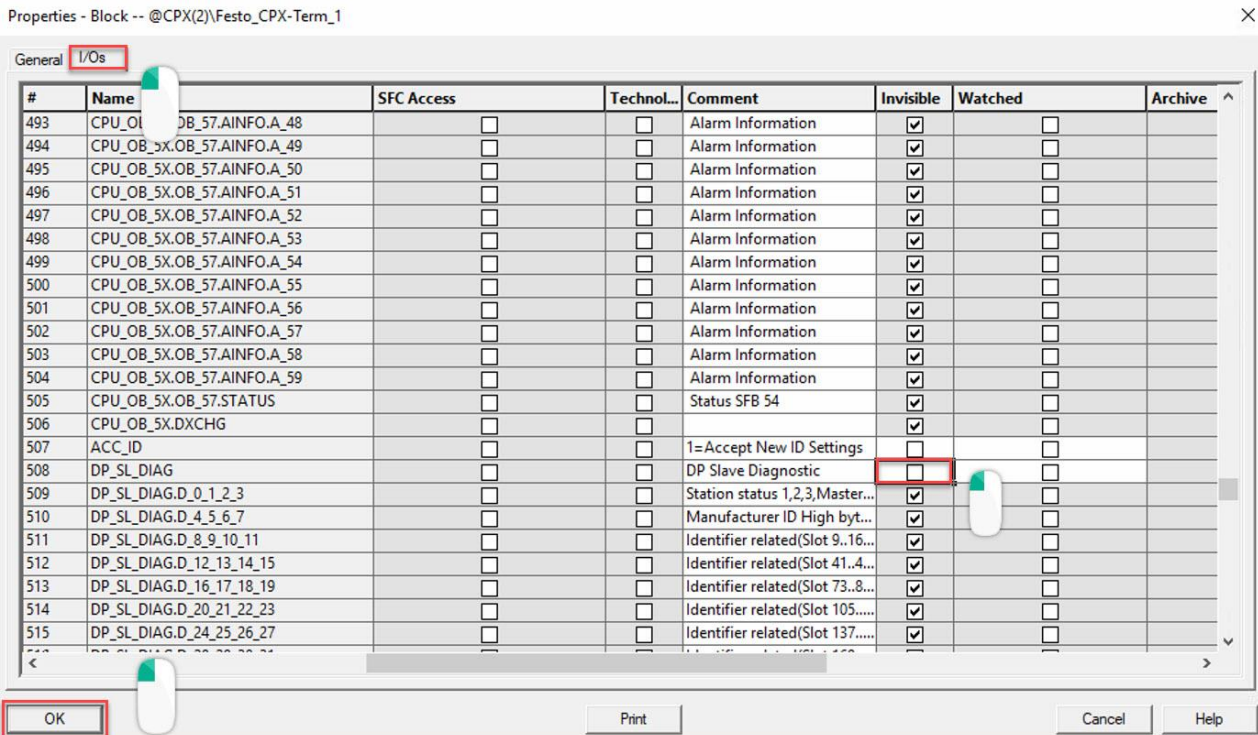 Properties - Block -- @CPX(2)\Festo_CPX-Term_1
General I/Os
# Name SFC Access Technol... Comment Invisible Watched Archive
493 CPU_OB_57.AINFO.A_48 Alarm Information
494 CPU_OB_5X.OB_57.AINFO.A_49 Alarm Information
495 CPU_OB_5X.OB_57.AINFO.A_50 Alarm Information
496 CPU_OB_5X.OB_57.AINFO.A_51 Alarm Information
497 CPU_OB_5X.OB_57.AINFO.A_52 Alarm Information
498 CPU_OB_5X.OB_57.AINFO.A_53 Alarm Information
499 CPU_OB_5X.OB_57.AINFO.A_54 Alarm Information
500 CPU_OB_5X.OB_57.AINFO.A_55 Alarm Information
501 CPU_OB_5X.OB_57.AINFO.A_56 Alarm Information
502 CPU_OB_5X.OB_57.AINFO.A_57 Alarm Information
503 CPU_OB_5X.OB_57.AINFO.A_58 Alarm Information
504 CPU_OB_5X.OB_57.AINFO.A_59 Alarm Information
505 CPU_OB_5X.OB_57.STATUS Status SFB 54
506 CPU_OB_5X.DXCHG
507 ACC_ID 1=Accept New ID Settings
508 DP_SL_DIAG DP Slave Diagnostic
509 DP_SL_DIAG.D_0_1_2_3 Station status 1,2,3,Master...
510 DP_SL_DIAG.D_4_5_6_7 Manufacturer ID High byt...
511 DP_SL_DIAG.D_8_9_10_11 Identifier related(Slot 9..16...
512 DP_SL_DIAG.D_12_13_14_15 Identifier related(Slot 41..4...
513 DP_SL_DIAG.D_16_17_18_19 Identifier related(Slot 73..8...
514 DP_SL_DIAG.D_20_21_22_23 Identifier related(Slot 105.....
515 DP_SL_DIAG.D_24_25_26_27 Identifier related(Slot 137.....
OK Print Cancel Help